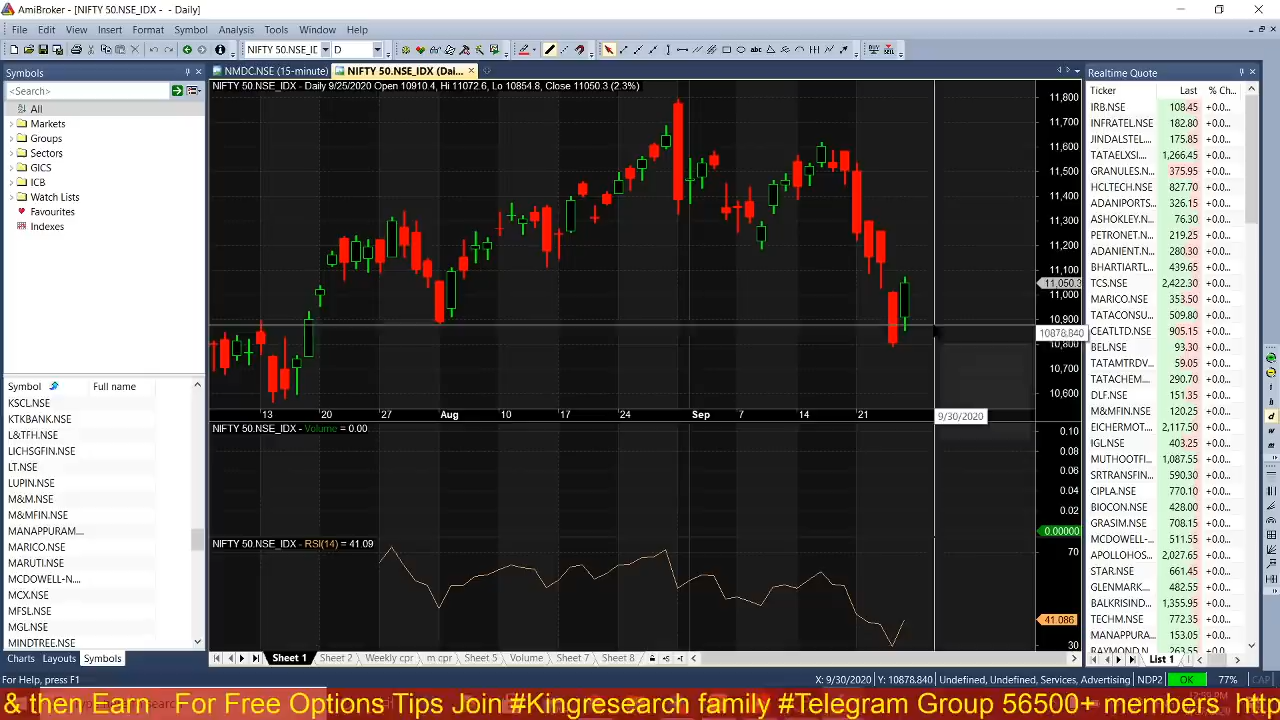 AmiBroker - [NIFTY 50.NSE_IDX - - Daily]
File Edit View Insert Format Symbol Analysis Tools Window Help
NIFTY 50.NSE_IC D
Symbols
<Search>
All
Markets
Groups
Sectors
GICS
ICB
Watch Lists
Favourites
Indexes
Symbol Full name
KSCL.NSE
KTKBANK.NSE
L&TFH.NSE
LICHSGFIN.NSE
LT.NSE
LUPIN.NSE
M&M.NSE
M&MFIN.NSE
MANAPPURAM....
MARICO.NSE
MARUTI.NSE
MCDOWELL-N....
MCX.NSE
MFSL.NSE
MGL.NSE
MINDTREE.NSE
Charts Layouts Symbols
NMDC.NSE (15-minute) NIFTY 50.NSE_IDX (Dai...
NIFTY 50.NSE_IDX - Daily 9/25/2020 Open 10910.4, Hi 11072.6, Lo 10854.8, Close 11050.3 (2.3%)
11,800
11,700
11,600
11,500
11,400
11,300
11,200
11,100
11,050.3
11,000
10,900
10878.840
10,800
10,700
10,600
13 20 27 Aug 10 17 24 Sep 7 14 21 9/30/2020
NIFTY 50.NSE_IDX - Volume = 0.00
0.10
0.08
0.06
0.04
0.02
0.00000
NIFTY 50.NSE_IDX - RSI(14) = 41.09
70
41.086
30
Sheet 1 Sheet 2 Weekly cpr m cpr Sheet 5 Volume Sheet 7 Sheet 8
Realtime Quote
Ticker Last % Ch...
IRB.NSE 108.45 +0.0...
INFRATEL.NSE 182.80 +0.0...
JINDALSTEL... 175.85 +0.0...
TATAELXSI.... 1,266.45 +0.0...
GRANULES.N... 375.95 +0.0...
HCLTECH.NSE 827.70 +0.0...
ADANIPORTS... 326.15 +0.0...
ASHOKLEY.N... 76.30 +0.0...
PETRONET.N... 219.25 +0.0...
ADANIENT.N... 280.30 +0.0...
BHARTIARTL... 439.65 +0.0...
TCS.NSE 2,422.30 +0.0...
MARICO.NSE 353.50 +0.0...
TATACONSU... 509.80 +0.0...
CEATLTD.NSE 905.15 +0.0...
BEL.NSE 93.30 +0.0...
TATAMTRDV... 59.05 +0.0...
TATACHEM.... 290.70 +0.0...
DLF.NSE 151.35 +0.0...
M&MFIN.NSE 120.25 +0.0...
EICHERMOT.... 2,117.50 +0.0...
IGL.NSE 403.25 +0.0...
MUTHOOTFI... 1,087.55 +0.0...
SRTRANSFIN... 590.30 +0.0...
CIPLA.NSE 770.10 +0.0...
BIOCON.NSE 428.00 +0.0...
GRASIM.NSE 708.15 +0.0...
MCDOWELL-... 511.55 +0.0...
APOLLOHOS... 2,027.65 +0.0...
STAR.NSE 661.45 +0.0...
GLENMARK.... 482.55 +0.0...
BALKRISIND... 1,355.95 +0.0...
TECHM.NSE 772.35 +0.0...
MANAPPURA... 153.05 +0.0...
RAYMOND.N... +0.0...
List 1
For Help, press F1
X: 9/30/2020 Y: 10878.840 Undefined, Undefined, Services, Advertising NDP2 OK 77% CAP
& then Earn !! For Free Options Tips Join #Kingresearch family #Telegram Group 56500+ members http